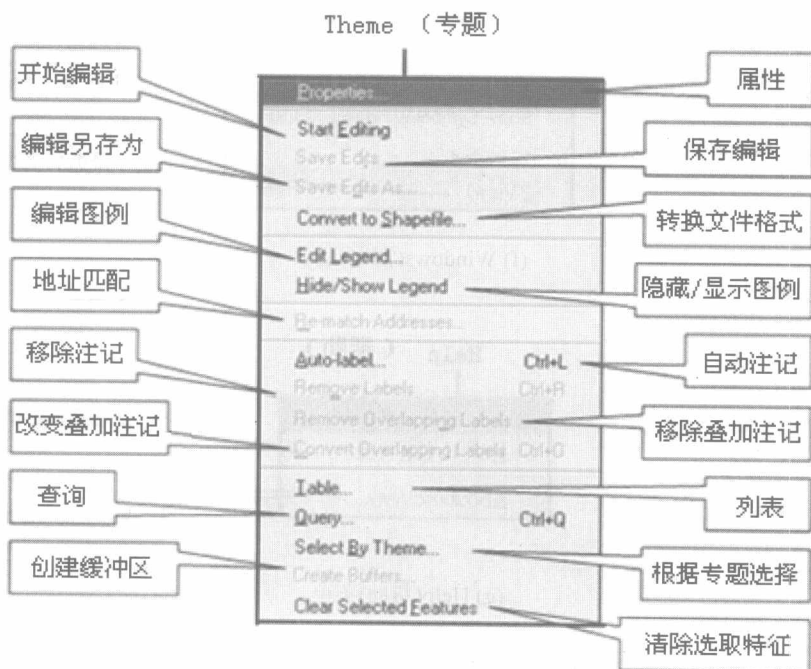 Theme （专题）
开始编辑
编辑另存为
编辑图例
地址匹配
移除注记
改变叠加注记
查询
创建缓冲区
Properties...
Start Editing
Save Edits
Save Edits As...
Convert to Shapefile...
Edit Legend...
Hide/Show Legend
Re-match Addresses...
Auto-label... Ctrl+L
Remove Labels Ctrl+R
Remove Overlapping Labels
Convert Overlapping Labels Ctrl+O
Table...
Query... Ctrl+Q
Select By Theme...
Create Buffers...
Clear Selected Features
属性
保存编辑
转换文件格式
隐藏/显示图例
自动注记
移除叠加注记
列表
根据专题选择
清除选取特征